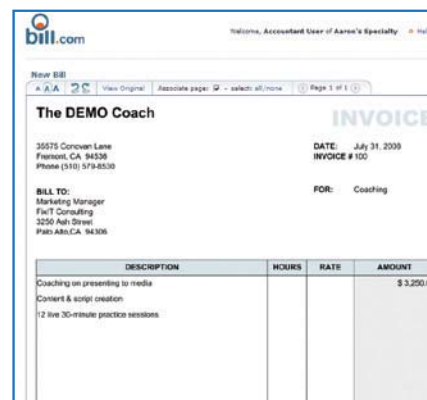 bill.com
Welcome, Accountant User of Aaron's Specialty
New Bill
A A A View Original Associate page: - select: all/none Page 1 of 1
The DEMO Coach
INVOICE
35575 Conovan Lane
Fremont, CA 94536
Phone (510) 579-8530
DATE: July 31, 2009
INVOICE # 100
BILL TO:
FOR: Coaching
Marketing Manager
FixIT Consulting
3250 Ash Street
Palo Alto, CA 94306
DESCRIPTION HOURS RATE AMOUNT
Coaching on presenting to media $ 3,250.
Content & script creation
12 live 30-minute practice sessions